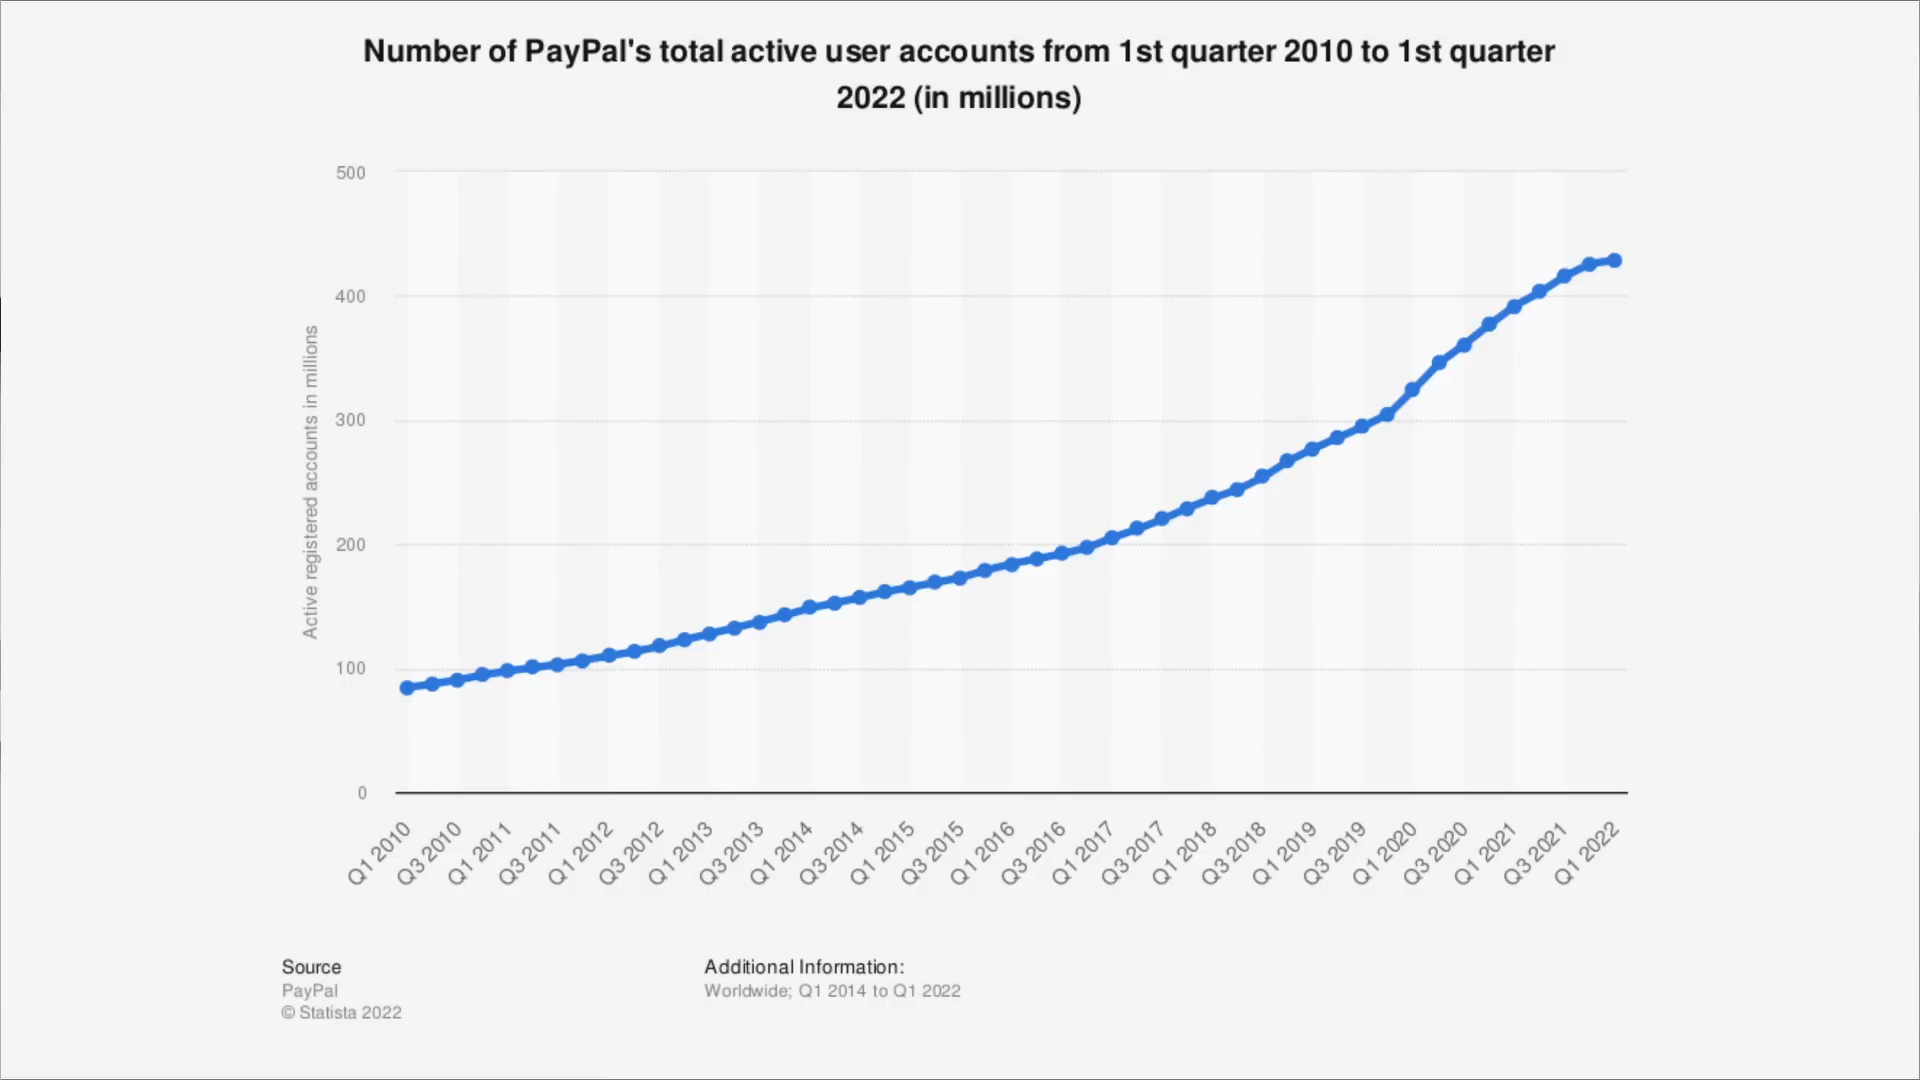 Number of PayPal's total active user accounts from 1st quarter 2010 to 1st quarter
2022 (in millions)
Active registered accounts in millions
500
400
300
200
100
0
Q1 2010
Q3 2010
Q1 2011
Q3 2011
Q1 2012
Q3 2012
Q1 2013
Q3 2013
Q1 2014
Q3 2014
Q1 2015
Q3 2015
Q1 2016
Q3 2016
Q1 2017
Q3 2017
Q1 2018
Q3 2018
Q1 2019
Q3 2019
Q1 2020
Q3 2020
Q1 2021
Q3 2021
Q1 2022
Source
PayPal
© Statista 2022
Additional Information:
Worldwide; Q1 2014 to Q1 2022